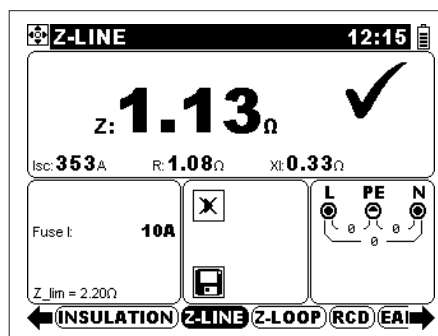 Z-LINE 12:15
Z: 1.13Ω
Isc: 353A R: 1.08Ω Xl: 0.33Ω
L PE N
Fuse I: 10A
0 0
0
Z_lim = 2.20Ω
INSULATION Z-LINE Z-LOOP RCD EAI